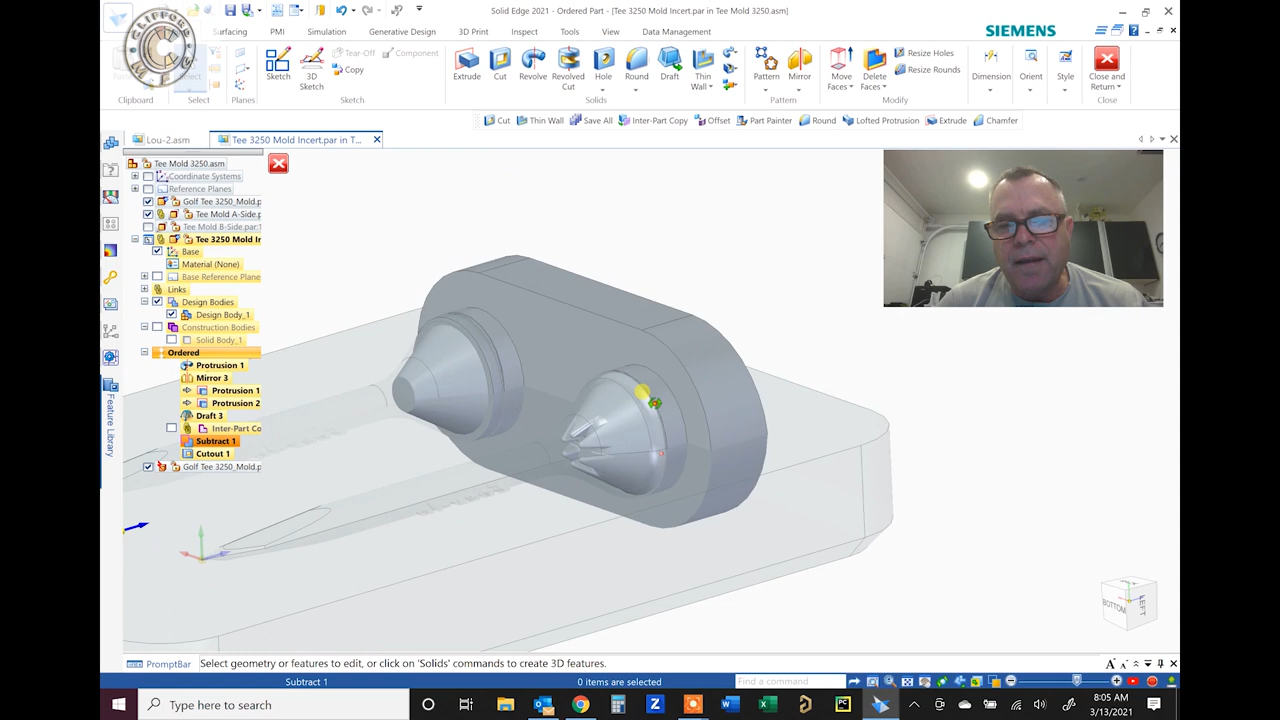 Solid Edge 2021 - Ordered Part - [Tee 3250 Mold Incert.par in Tee Mold 3250.asm]
CLIFFORD
Surfacing PMI Simulation Generative Design 3D Print Inspect Tools View Data Management
SIEMENS
Tear-Off Component
Copy
Resize Holes
Resize Rounds
Sketch 3D Sketch Extrude Cut Revolve Revolved Cut Hole Round Draft Thin Wall Pattern Mirror Move Faces Delete Faces Dimension Orient Style Close and Return
Clipboard Select Planes Sketch Solids Pattern Modify Close
Cut Thin Wall Save All Inter-Part Copy Offset Part Painter Round Lofted Protrusion Extrude Chamfer
Lou-2.asm Tee 3250 Mold Incert.par in T...
Tee Mold 3250.asm
Coordinate Systems
Reference Planes
Golf Tee 3250_Mold.p
Tee Mold A-Side.p
Tee Mold B-Side.par:1
Tee 3250 Mold Ir
Base
Material (None)
Base Reference Plane
Links
Design Bodies
Design Body_1
Construction Bodies
Solid Body_1
Ordered
Protrusion 1
Mirror 3
Protrusion 1
Protrusion 2
Draft 3
Inter-Part Co
Subtract 1
Cutout 1
Golf Tee 3250_Mold.p
Feature Library
BOTTOM LEFT
PromptBar Select geometry or features to edit, or click on 'Solids' commands to create 3D features.
Subtract 1 0 items are selected Find a command
Type here to search
8:05 AM
3/13/2021